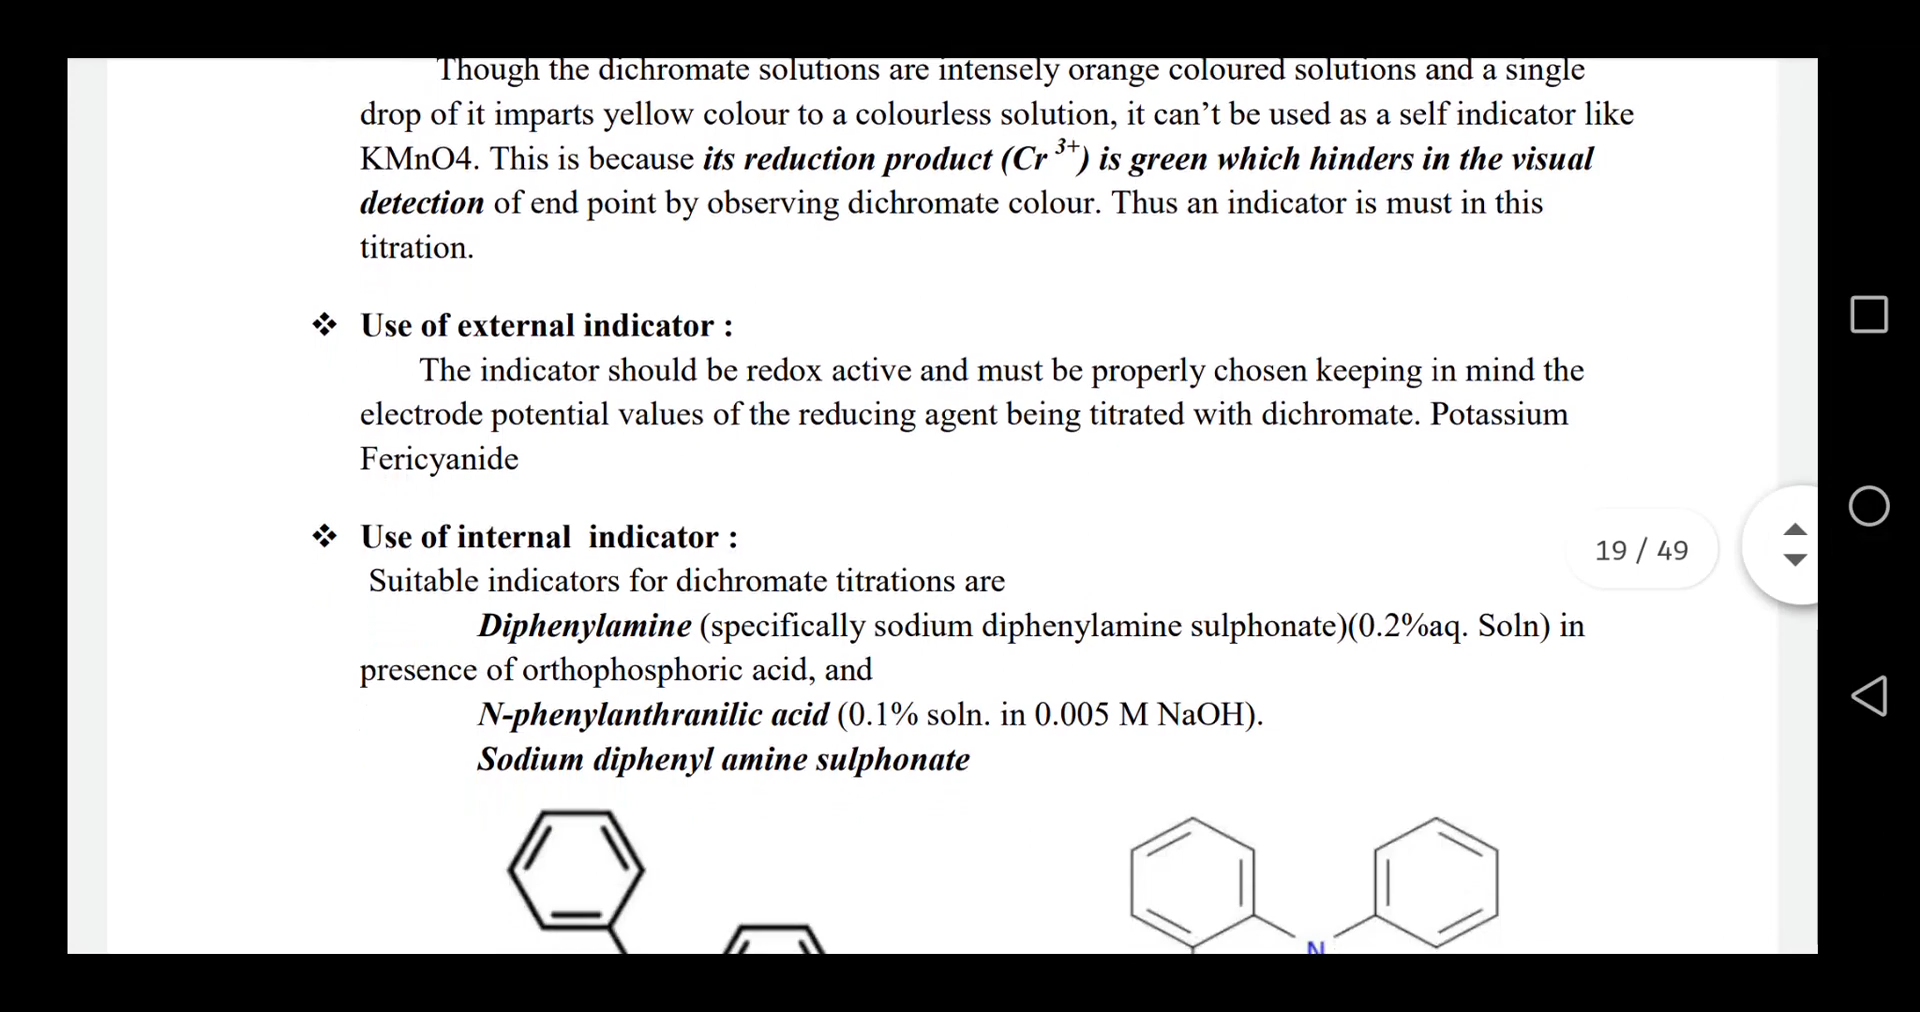 Though the dichromate solutions are intensely orange coloured solutions and a single
drop of it imparts yellow colour to a colourless solution, it can’t be used as a self indicator like
KMnO4. This is because its reduction product (Cr 3+) is green which hinders in the visual
detection of end point by observing dichromate colour. Thus an indicator is must in this
titration.
❖ Use of external indicator :
The indicator should be redox active and must be properly chosen keeping in mind the
electrode potential values of the reducing agent being titrated with dichromate. Potassium
Fericyanide
❖ Use of internal indicator :
19 / 49
Suitable indicators for dichromate titrations are
Diphenylamine (specifically sodium diphenylamine sulphonate)(0.2%aq. Soln) in
presence of orthophosphoric acid, and
N-phenylanthranilic acid (0.1% soln. in 0.005 M NaOH).
Sodium diphenyl amine sulphonate
N